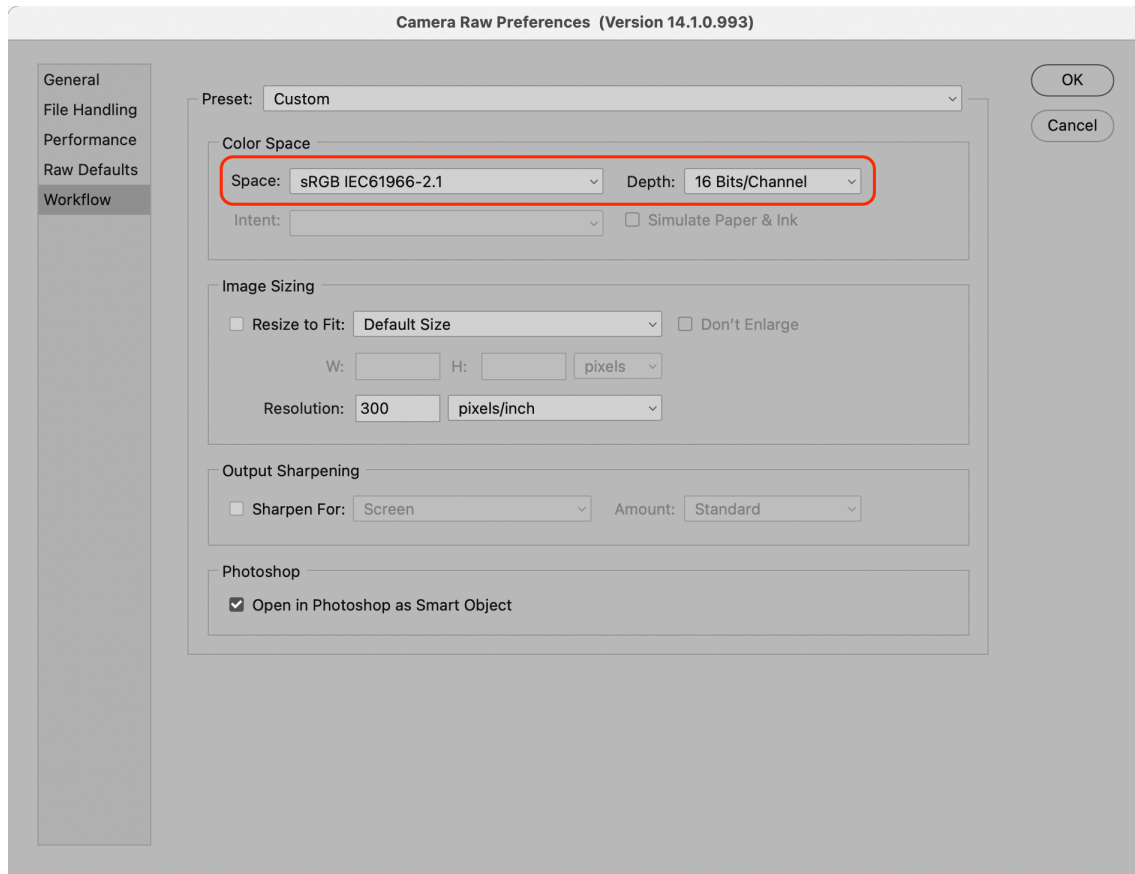 Camera Raw Preferences (Version 14.1.0.993)
General
File Handling
Performance
Raw Defaults
Workflow
Preset: Custom
OK
Cancel
Color Space
Space: sRGB IEC61966-2.1 Depth: 16 Bits/Channel
Intent: Simulate Paper & Ink
Image Sizing
Resize to Fit: Default Size Don't Enlarge
W: H: pixels
Resolution: 300 pixels/inch
Output Sharpening
Sharpen For: Screen Amount: Standard
Photoshop
Open in Photoshop as Smart Object